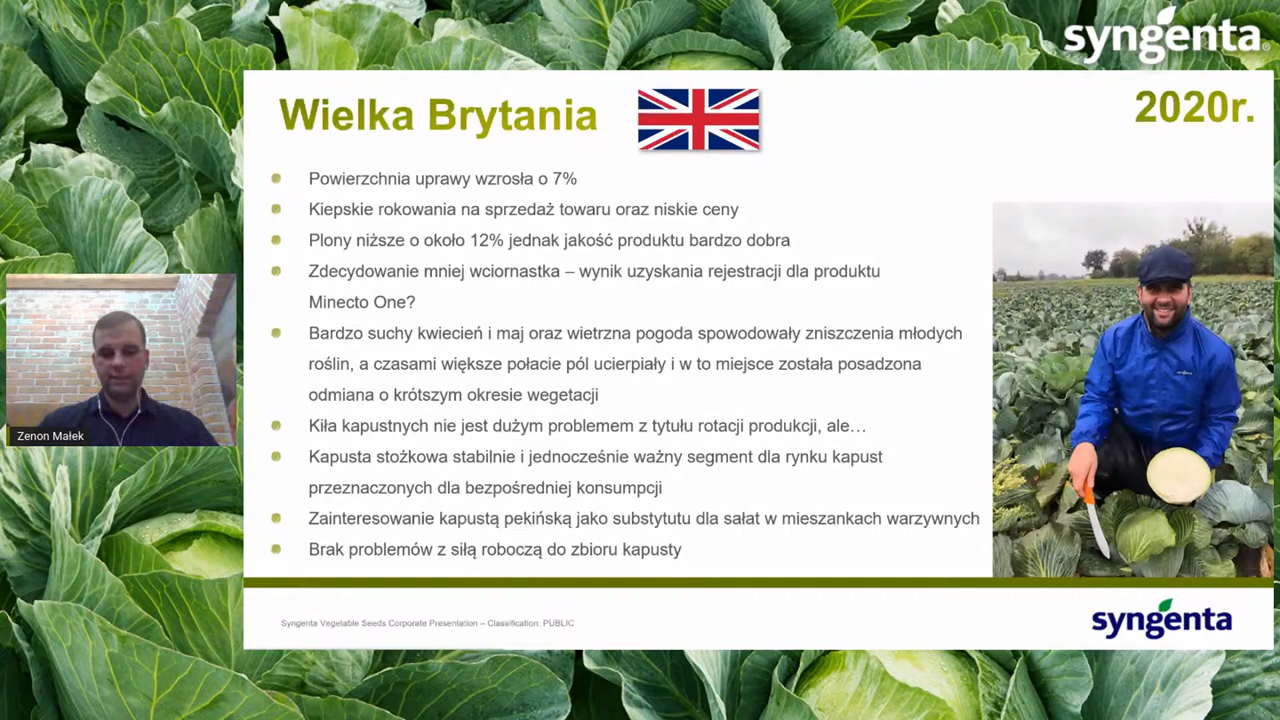 syngenta®
Wielka Brytania
2020r.
Powierzchnia uprawy wzrosła o 7%
Kiepskie rokowania na sprzedaż towaru oraz niskie ceny
Plony niższe o około 12% jednak jakość produktu bardzo dobra
Zdecydowanie mniej wciornastka – wynik uzyskania rejestracji dla produktu
Minecto One?
Bardzo suchy kwiecień i maj oraz wietrzna pogoda spowodowały zniszczenia młodych
roślin, a czasami większe połacie pól ucierpiały i w to miejsce została posadzona
odmiana o krótszym okresie wegetacji
Kiła kapustnych nie jest dużym problemem z tytułu rotacji produkcji, ale…
Kapusta stożkowa stabilnie i jednocześnie ważny segment dla rynku kapust
przeznaczonych dla bezpośredniej konsumpcji
Zainteresowanie kapustą pekińską jako substytutu dla sałat w mieszankach warzywnych
Brak problemów z siłą roboczą do zbioru kapusty
Zenon Małek
Syngenta Vegetable Seeds Corporate Presentation – Classification: PUBLIC
syngenta